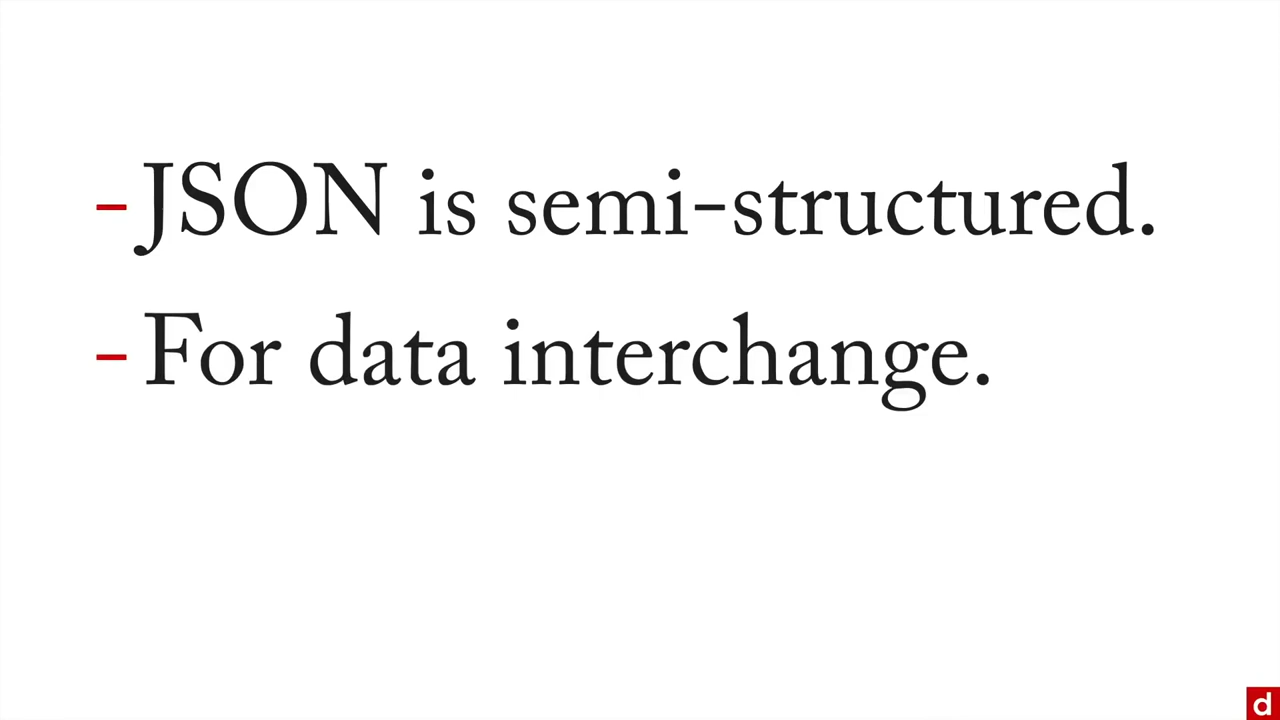 -JSON is semi-structured.
-For data interchange.
d